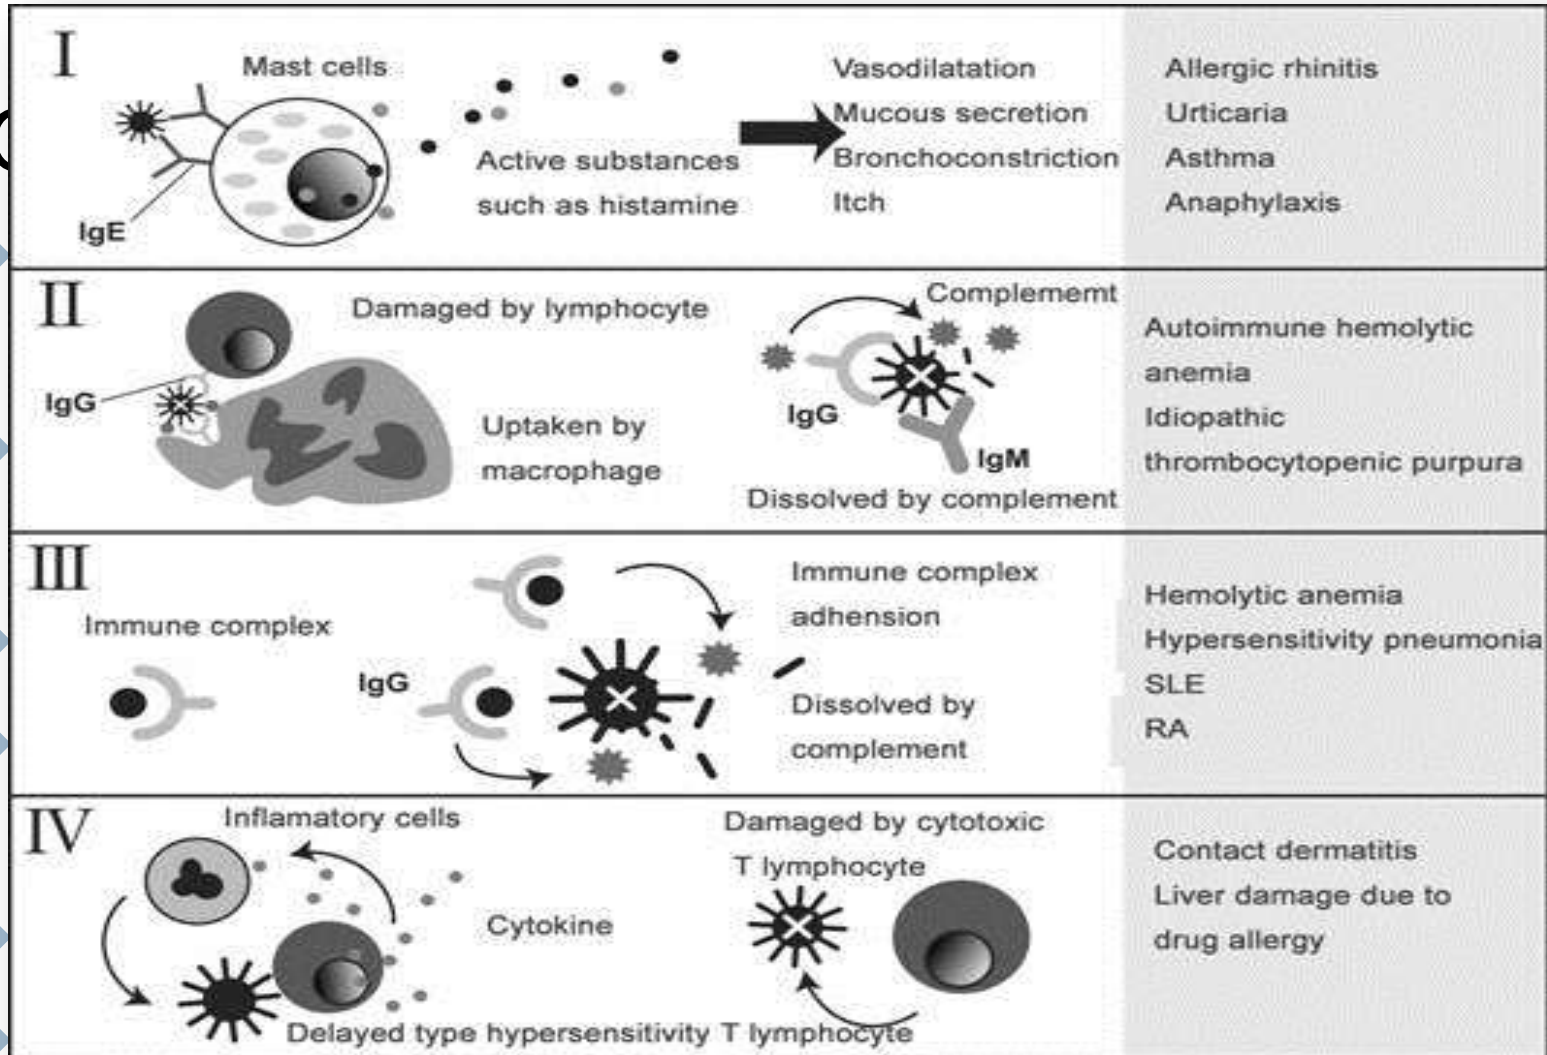 I
Mast cells
IgE
Active substances
such as histamine
Vasodilatation
Mucous secretion
Bronchoconstriction
Itch
Allergic rhinitis
Urticaria
Asthma
Anaphylaxis
II
Damaged by lymphocyte
IgG
Uptaken by
macrophage
Complememt
IgG
IgM
Dissolved by complement
Autoimmune hemolytic
anemia
Idiopathic
thrombocytopenic purpura
III
Immune complex
IgG
Immune complex
adhension
Dissolved by
complement
Hemolytic anemia
Hypersensitivity pneumonia
SLE
RA
IV
Inflamatory cells
Cytokine
Delayed type hypersensitivity T lymphocyte
Damaged by cytotoxic
T lymphocyte
Contact dermatitis
Liver damage due to
drug allergy